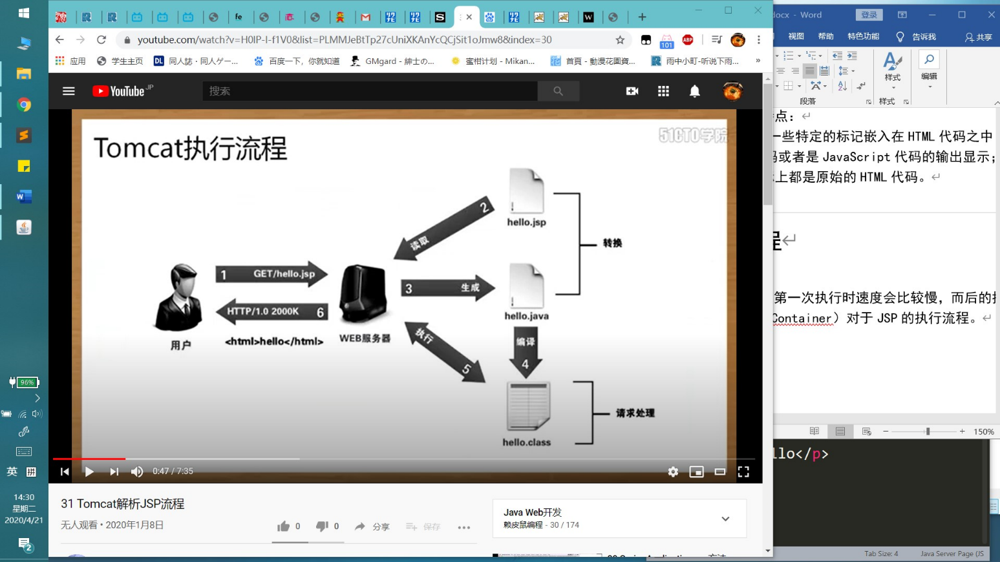 docx - Word
登录
youtube.com/watch?v=H0IP-I-f1V0&list=PLMMJeBtTp27cUniXKAnYcQCjSit1oJmw8&index=30
101
ABP
视图
帮助
特色功能
告诉我
共享
应用
学生主页
DL 同人誌・同人ゲー...
百度一下，你就知道
GMgard - 紳士の...
蜜柑计划 - Mikan...
首頁 - 動漫花園資...
雨中小町-听说下雨...
»
样式
编辑
段落
样式
YouTube JP
搜索
Tomcat执行流程
51CTO学院
hello.jsp
2
读取
转换
1 GET/hello.jsp
3 生成
HTTP/1.0 2000K 6
hello.java
用户
<html>hello</html>
WEB服务器
执行
5
编译
4
请求处理
hello.class
0:47 / 7:35
31 Tomcat解析JSP流程
无人观看 • 2020年1月8日
0
0
分享
保存
Java Web开发
赖皮鼠编程 - 30 / 174
点：
一些特定的标记嵌入在 HTML 代码之中
或者是 JavaScript 代码的输出显示；
上都是原始的 HTML 代码。
程
第一次执行时速度会比较慢，而后的
Container）对于 JSP 的执行流程。
150%
llo</p>
Tab Size: 4
Java Server Page (JS
96%
英
拼
14:30
星期二
2020/4/21
2